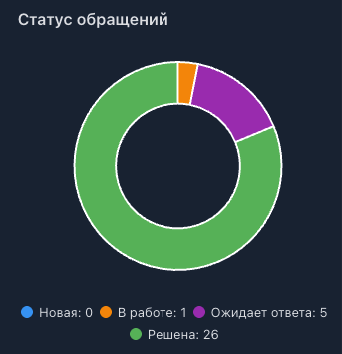 Статус обращений
Новая: 0 В работе: 1 Ожидает ответа: 5
Решена: 26